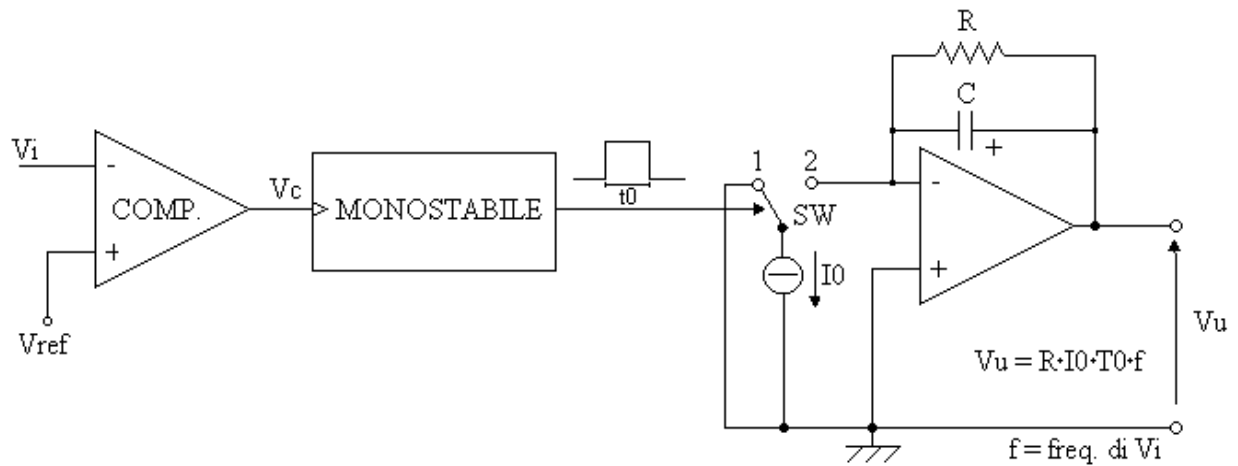 R
C
+
Vi
-
COMP.
+
Vref
Vc
MONOSTABILE
t0
1
2
SW
I0
-
+
Vu
Vu = R·I0·T0·f
f = freq. di Vi